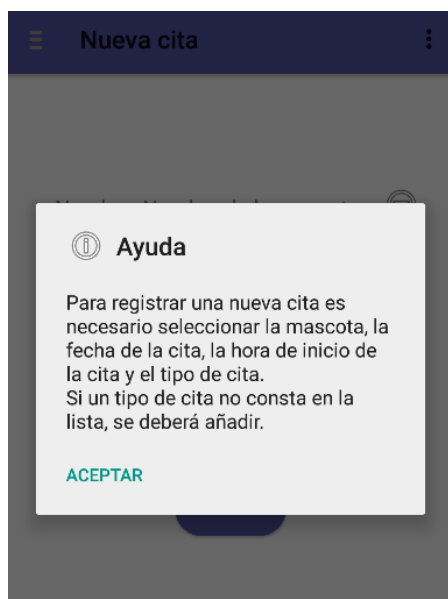 Nueva cita
Ayuda
Para registrar una nueva cita es
necesario seleccionar la mascota, la
fecha de la cita, la hora de inicio de
la cita y el tipo de cita.
Si un tipo de cita no consta en la
lista, se deberá añadir.
ACEPTAR